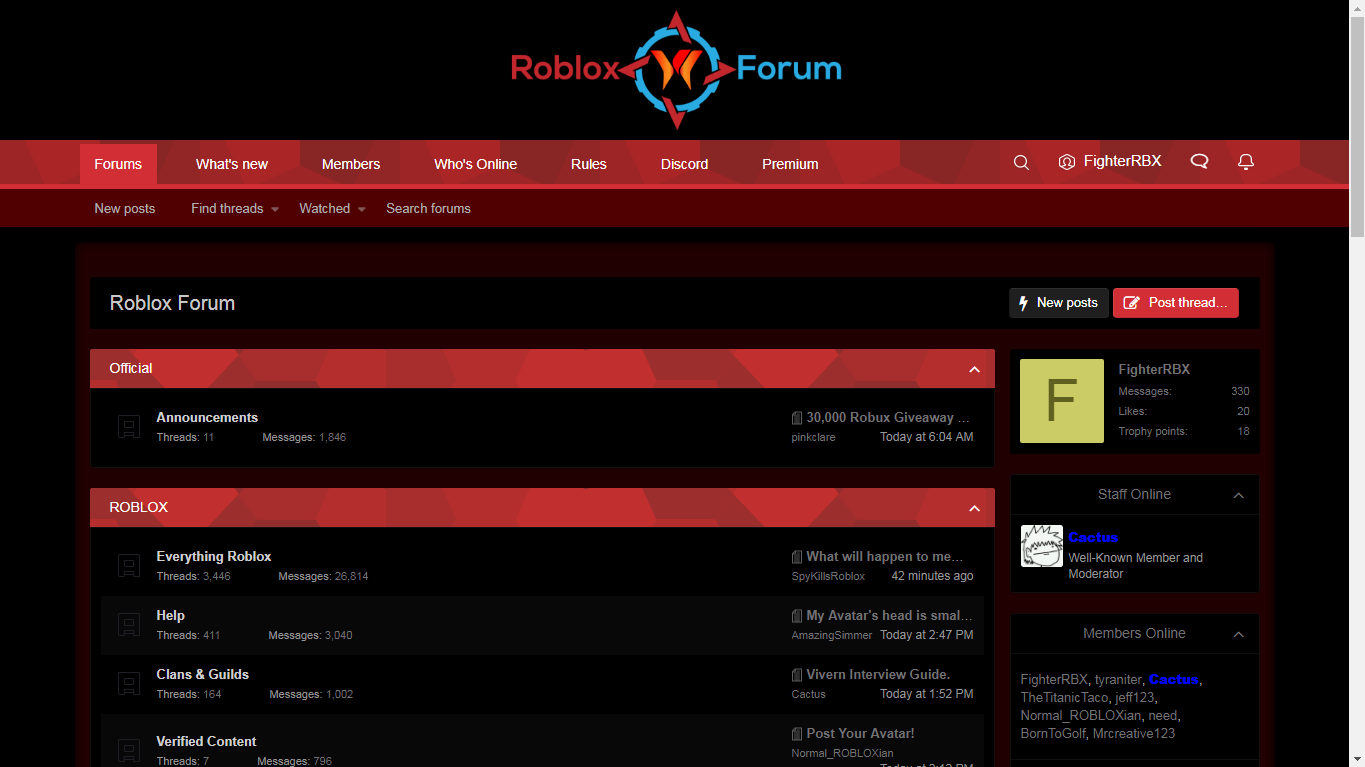 Roblox Forum
Forums What's new Members Who's Online Rules Discord Premium FighterRBX
New posts Find threads Watched Search forums
Roblox Forum
New posts Post thread...
Official
Announcements
Threads: 11 Messages: 1,846
30,000 Robux Giveaway ...
pinkclare Today at 6:04 AM
ROBLOX
Everything Roblox
Threads: 3,446 Messages: 26,814
What will happen to me...
SpyKillsRoblox 42 minutes ago
Help
Threads: 411 Messages: 3,040
My Avatar's head is smal...
AmazingSimmer Today at 2:47 PM
Clans & Guilds
Threads: 164 Messages: 1,002
Vivern Interview Guide.
Cactus Today at 1:52 PM
Verified Content
Threads: 7 Messages: 796
Post Your Avatar!
Normal_ROBLOXian
F
FighterRBX
Messages: 330
Likes: 20
Trophy points: 18
Staff Online
Cactus
Well-Known Member and
Moderator
Members Online
FighterRBX, tyraniter, Cactus,
TheTitanicTaco, jeff123,
Normal_ROBLOXian, need,
BornToGolf, Mrcreative123